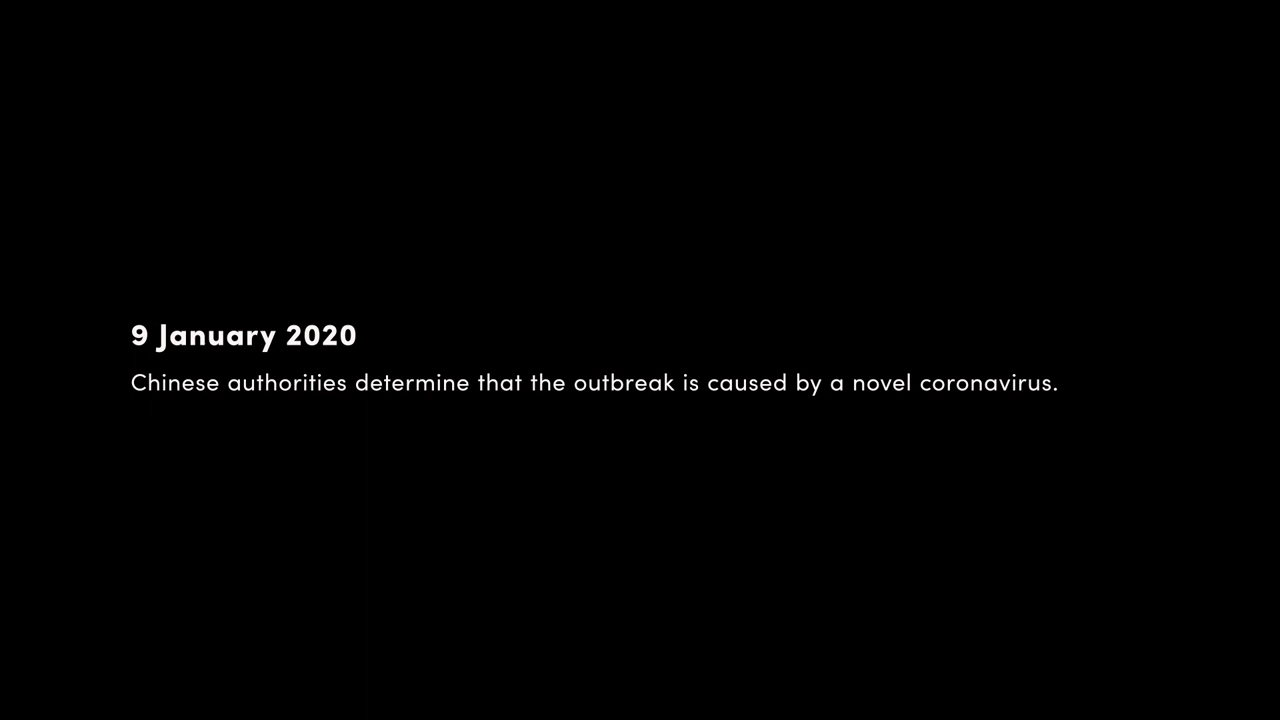 9 January 2020
Chinese authorities determine that the outbreak is caused by a novel coronavirus.